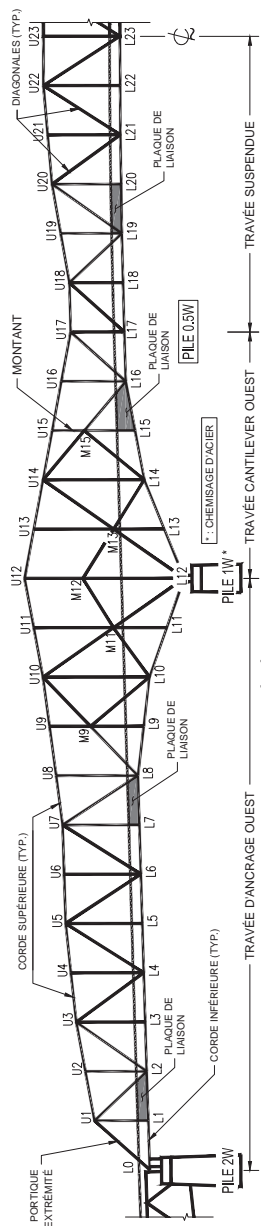 PORTIQUE
EXTRÉMITÉ
CORDE SUPÉRIEURE (TYP.)
MONTANT
DIAGONALES (TYP.)
U1
U2
U3
U4
U5
U6
U7
U8
U9
U10
U11
U12
U13
U14
U15
U16
U17
U18
U19
U20
U21
U22
U23
M9
M11
M12
M13
M15
L0
L1
L2
L3
L4
L5
L6
L7
L8
L9
L10
L11
L12
L13
L14
L15
L16
L17
L18
L19
L20
L21
L22
L23
PLAQUE DE
LIAISON
PLAQUE DE
LIAISON
PLAQUE DE
LIAISON
PLAQUE DE
LIAISON
CORDE INFÉRIEURE (TYP.)
PILE 2W
PILE 1W *
PILE 0.5W
* : CHEMISAGE D'ACIER
TRAVÉE D'ANCRAGE OUEST
TRAVÉE CANTILEVER OUEST
TRAVÉE SUSPENDUE